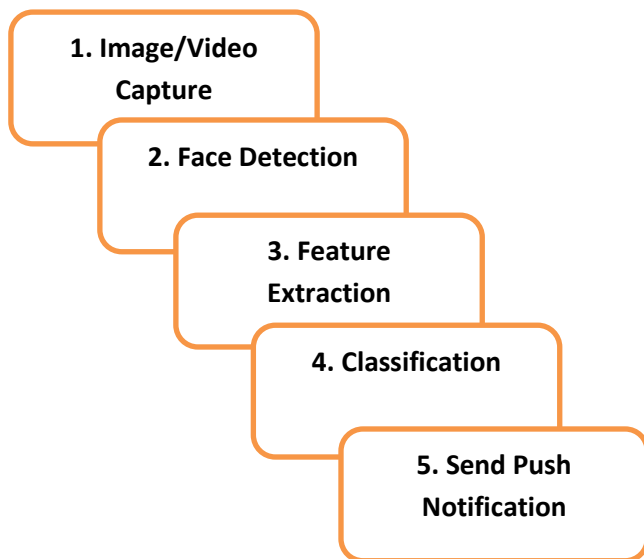 1. Image/Video
Capture
2. Face Detection
3. Feature
Extraction
4. Classification
5. Send Push
Notification